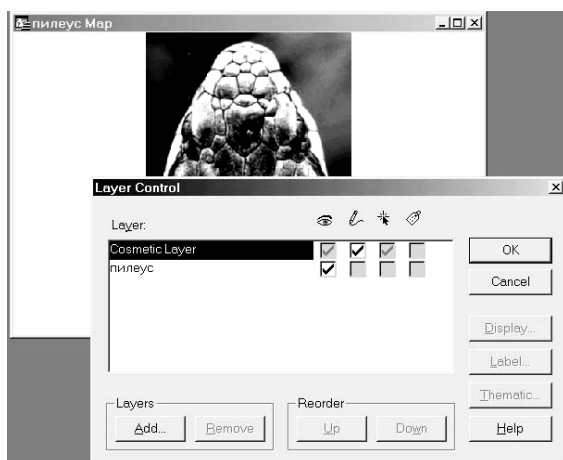 пилеус Map
Layer Control
Layer:
Cosmetic Layer
пилеус
OK
Cancel
Display...
Label...
Thematic...
Layers
Reorder
Add...
Remove
Up
Down
Help